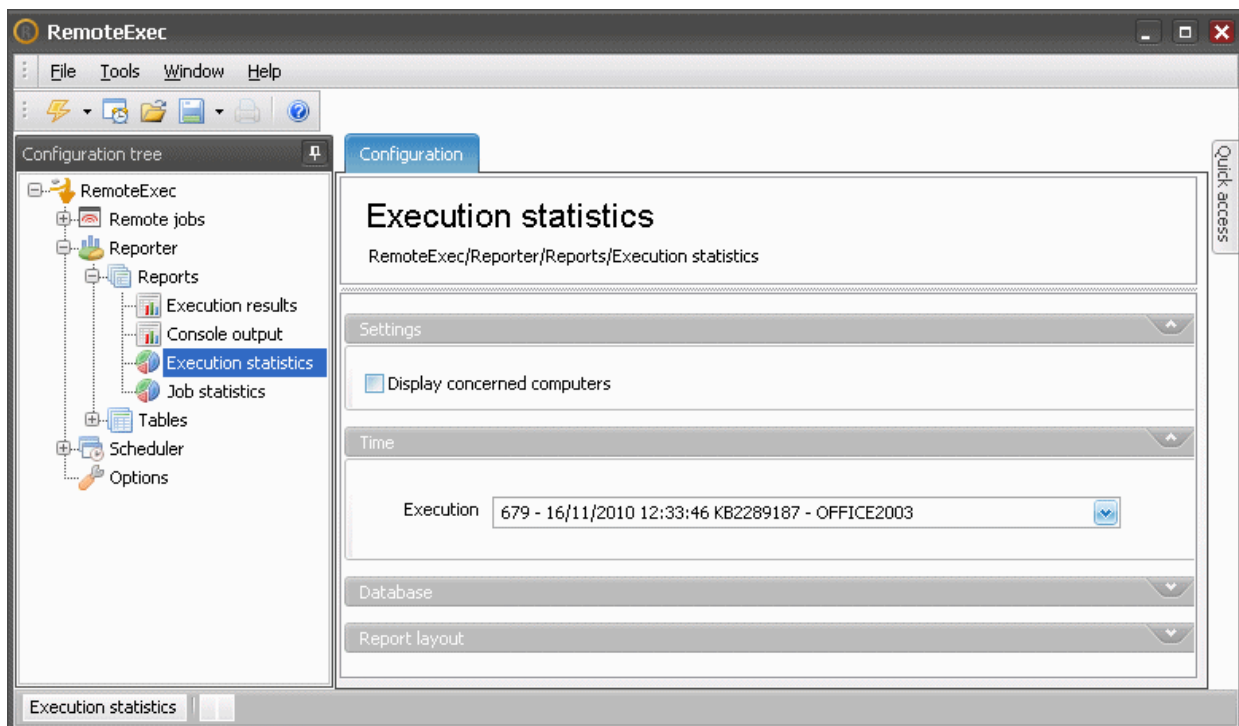 RemoteExec
File Tools Window Help
Configuration tree
RemoteExec
Remote jobs
Reporter
Reports
Execution results
Console output
Execution statistics
Job statistics
Tables
Scheduler
Options
Configuration
Execution statistics
RemoteExec/Reporter/Reports/Execution statistics
Settings
Display concerned computers
Time
Execution 679 - 16/11/2010 12:33:46 KB2289187 - OFFICE2003
Database
Report layout
Quick access
Execution statistics